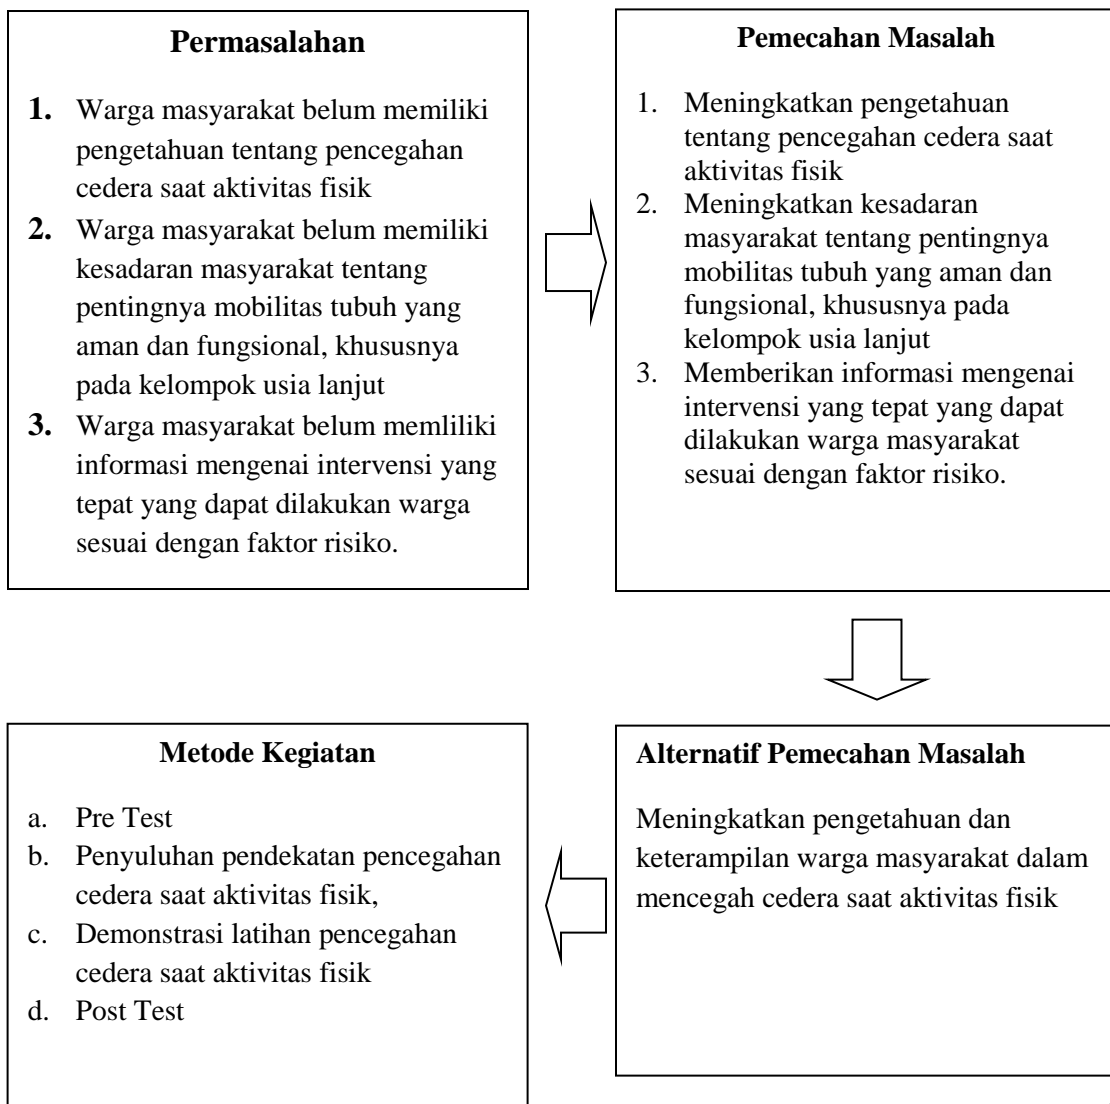 Permasalahan
1. Warga masyarakat belum memiliki
pengetahuan tentang pencegahan
cedera saat aktivitas fisik
2. Warga masyarakat belum memiliki
kesadaran masyarakat tentang
pentingnya mobilitas tubuh yang
aman dan fungsional, khususnya
pada kelompok usia lanjut
3. Warga masyarakat belum memliliki
informasi mengenai intervensi yang
tepat yang dapat dilakukan warga
sesuai dengan faktor risiko.
Pemecahan Masalah
1. Meningkatkan pengetahuan
tentang pencegahan cedera saat
aktivitas fisik
2. Meningkatkan kesadaran
masyarakat tentang pentingnya
mobilitas tubuh yang aman dan
fungsional, khususnya pada
kelompok usia lanjut
3. Memberikan informasi mengenai
intervensi yang tepat yang dapat
dilakukan warga masyarakat
sesuai dengan faktor risiko.
Alternatif Pemecahan Masalah
Meningkatkan pengetahuan dan
keterampilan warga masyarakat dalam
mencegah cedera saat aktivitas fisik
Metode Kegiatan
a. Pre Test
b. Penyuluhan pendekatan pencegahan
cedera saat aktivitas fisik,
c. Demonstrasi latihan pencegahan
cedera saat aktivitas fisik
d. Post Test